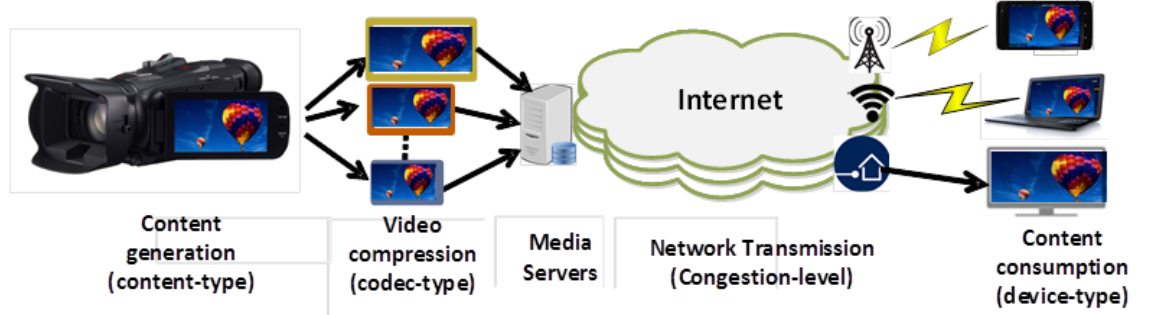 Internet
Content
generation
(content-type)
Video
compression
(codec-type)
Media
Servers
Network Transmission
(Congestion-level)
Content
consumption
(device-type)